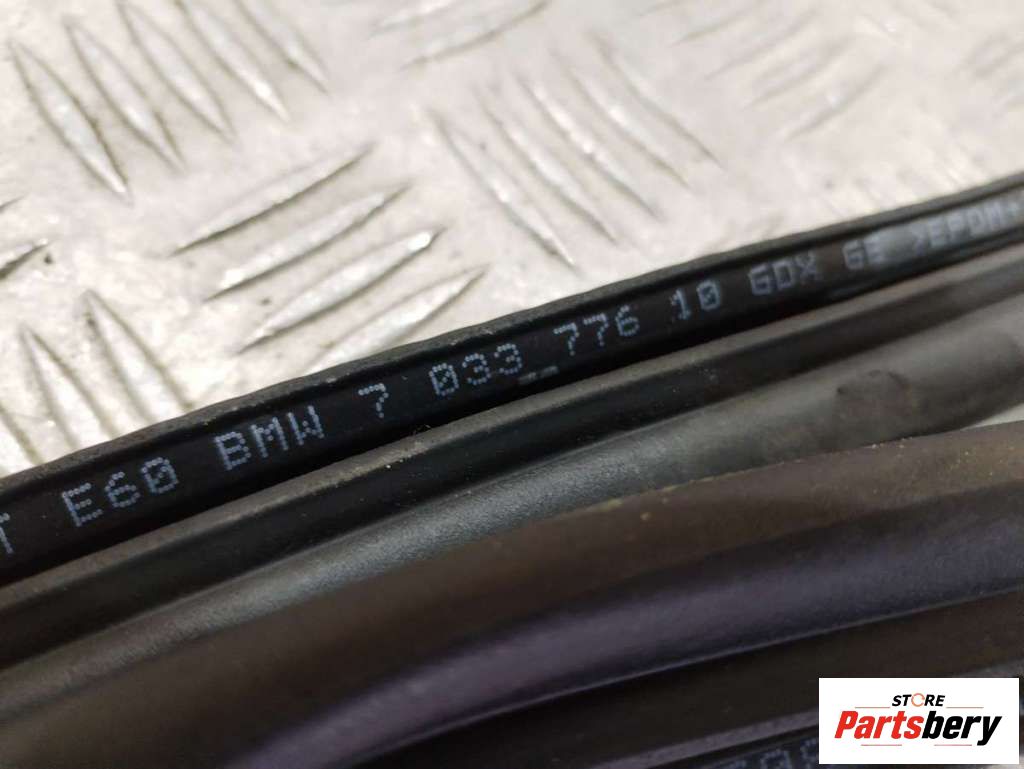 E60 BMW 7 033 776 10 GDX GE >EPDM+
STORE
Partsbery